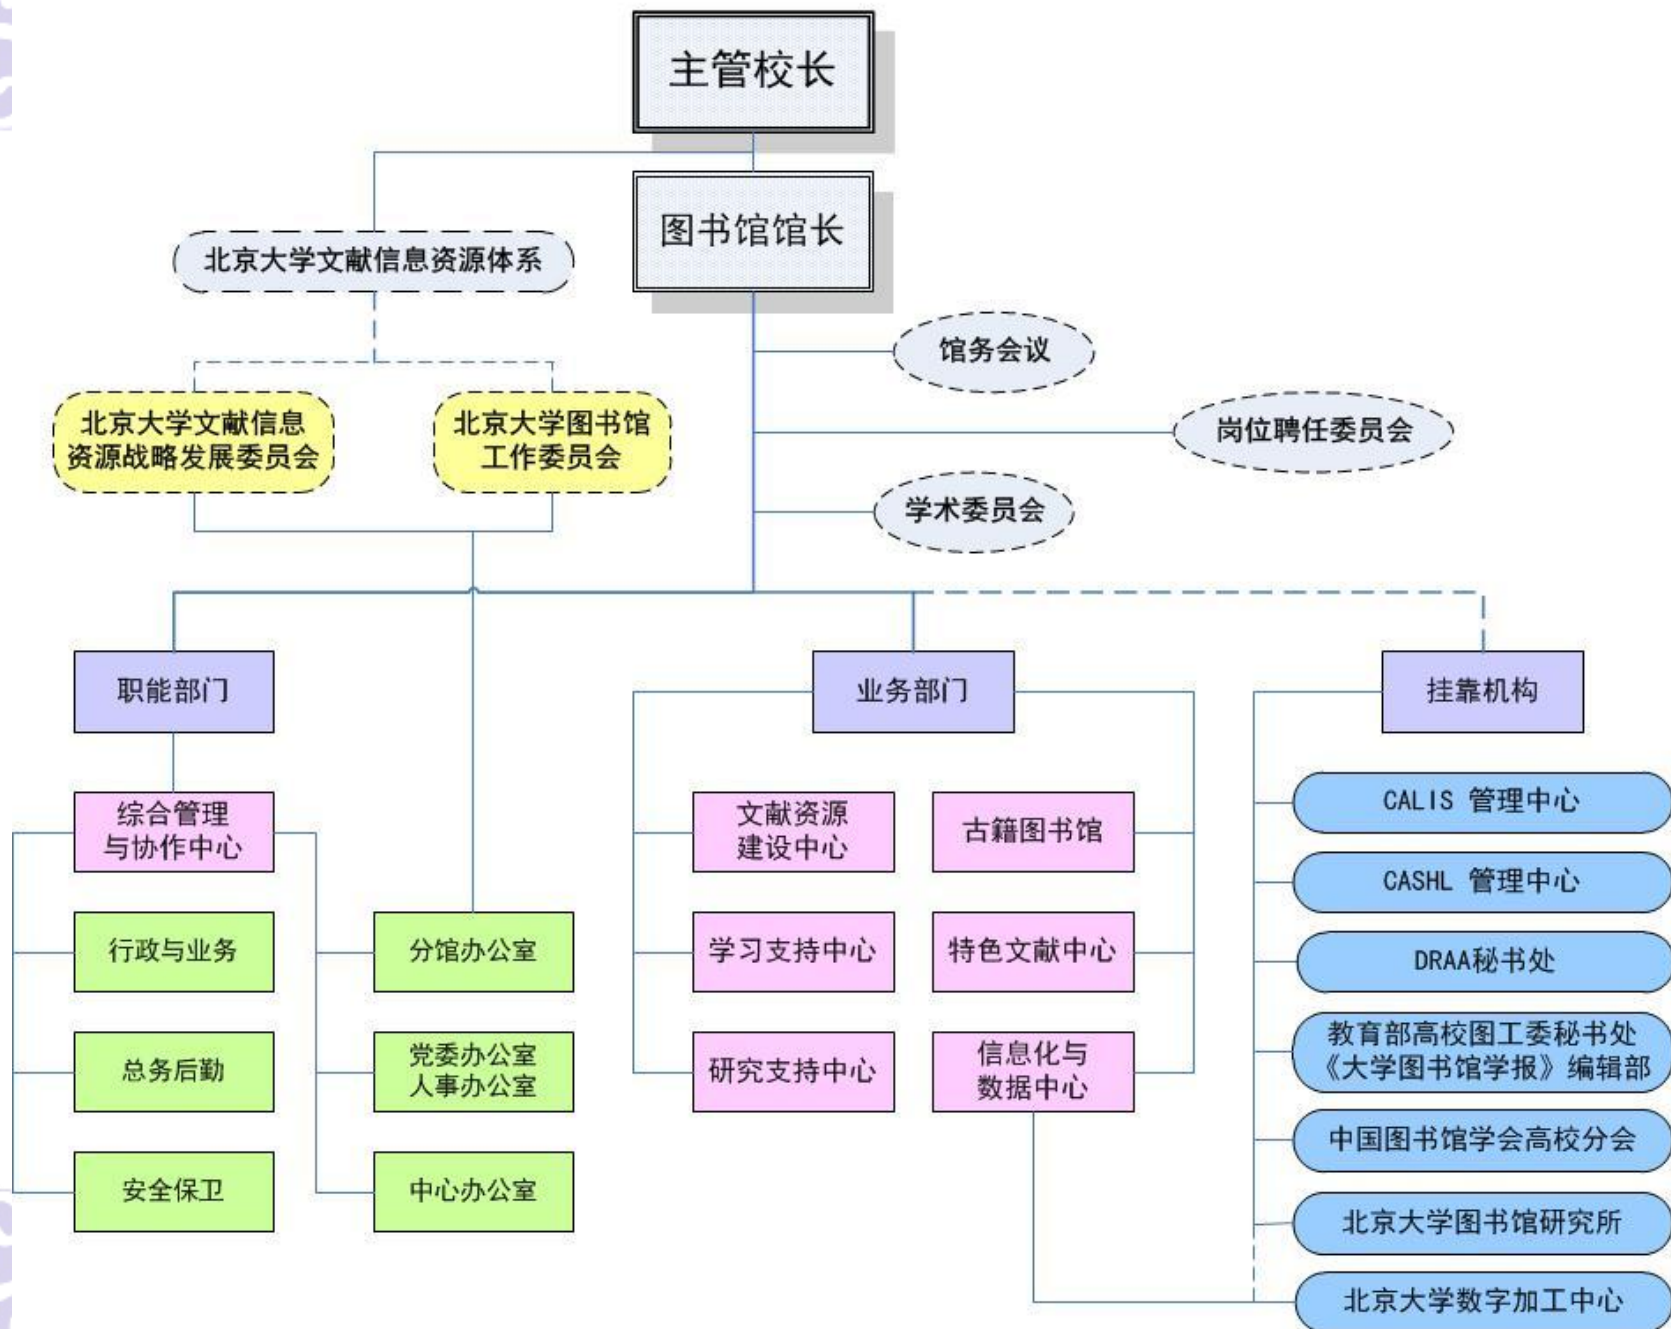 主管校长
图书馆馆长
北京大学文献信息资源体系
馆务会议
北京大学文献信息
资源战略发展委员会
北京大学图书馆
工作委员会
岗位聘任委员会
学术委员会
职能部门
业务部门
挂靠机构
综合管理
与协作中心
文献资源
建设中心
古籍图书馆
CALIS 管理中心
CASHL 管理中心
行政与业务
分馆办公室
学习支持中心
特色文献中心
DRAA秘书处
总务后勤
党委办公室
人事办公室
研究支持中心
信息化与
数据中心
教育部高校图工委秘书处
《大学图书馆学报》编辑部
中国图书馆学会高校分会
安全保卫
中心办公室
北京大学图书馆研究所
北京大学数字加工中心